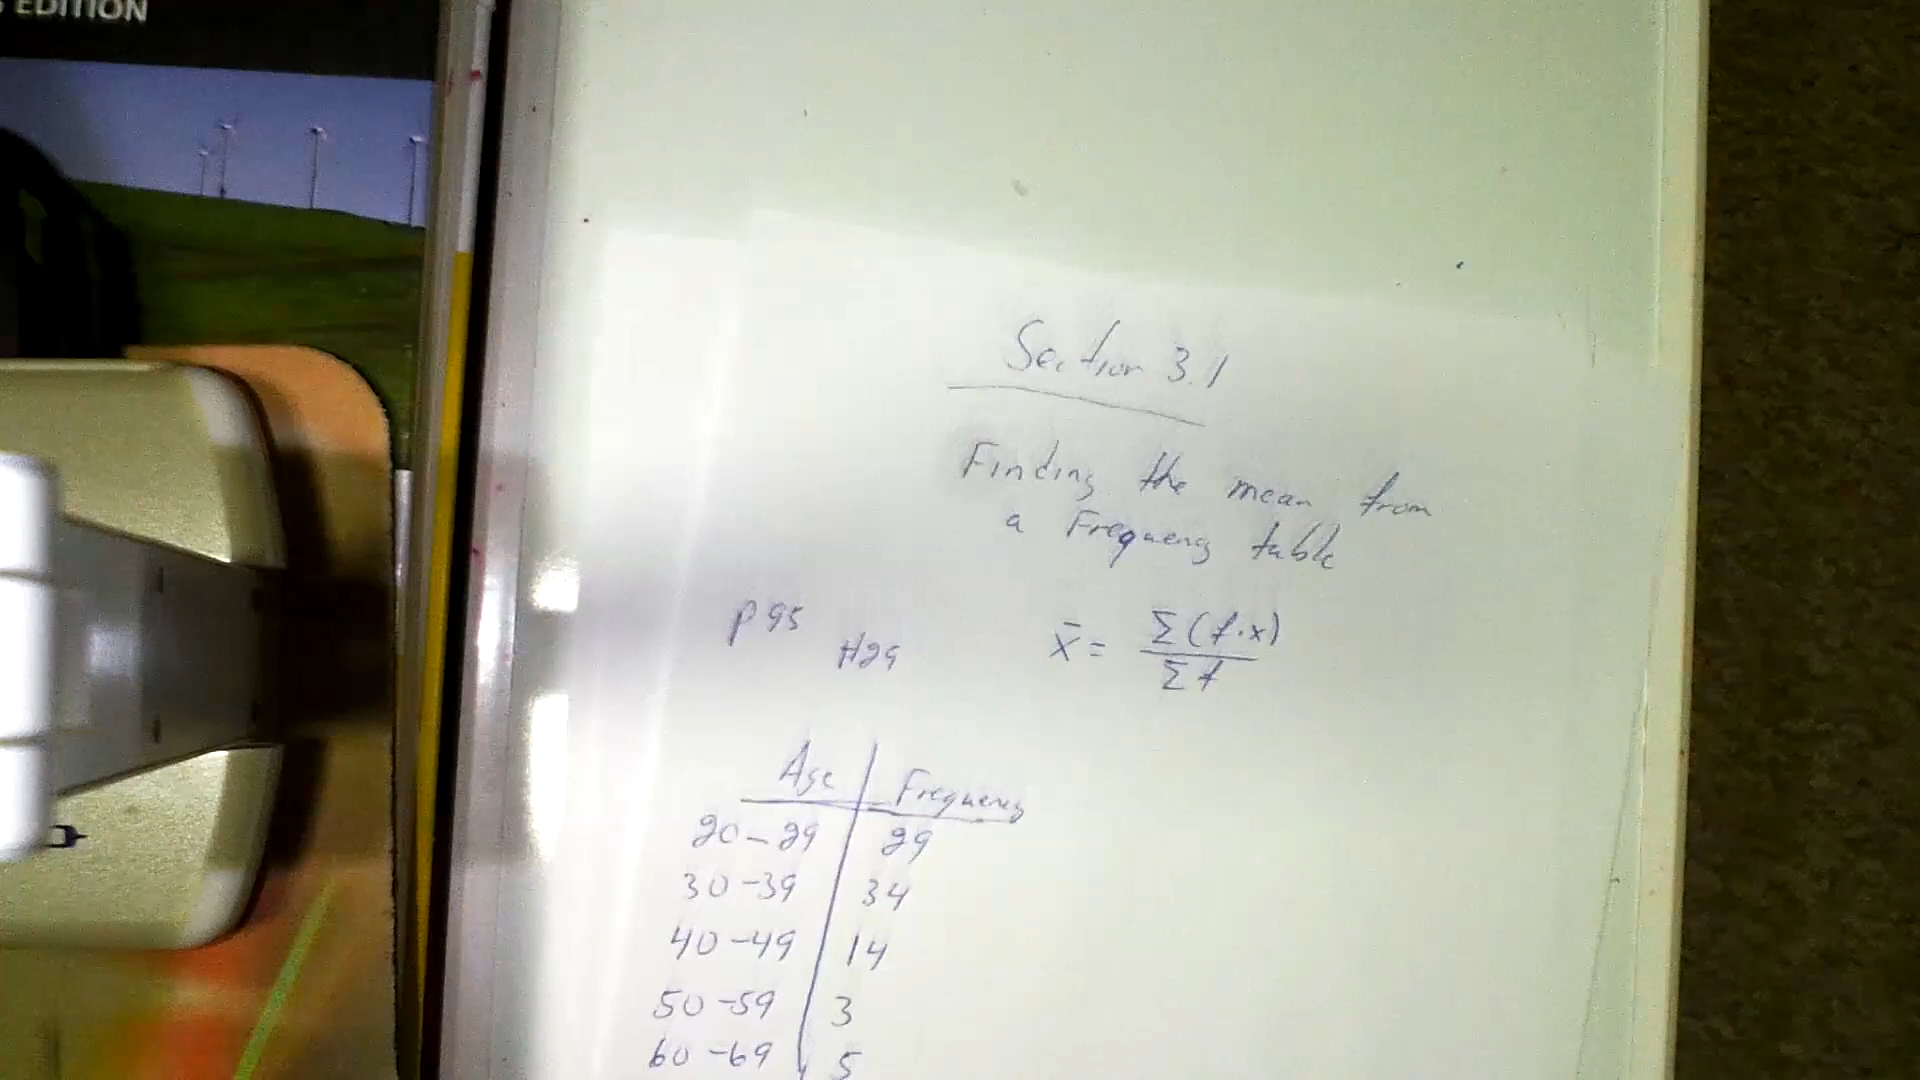 EDITION
Section 3.1
Finding the mean from
a Frequency table
p 95
#29
x̄ = Σ(f·x)
Σf
Age Frequency
20-29 29
30-39 34
40-49 14
50-59 3
60-69 5